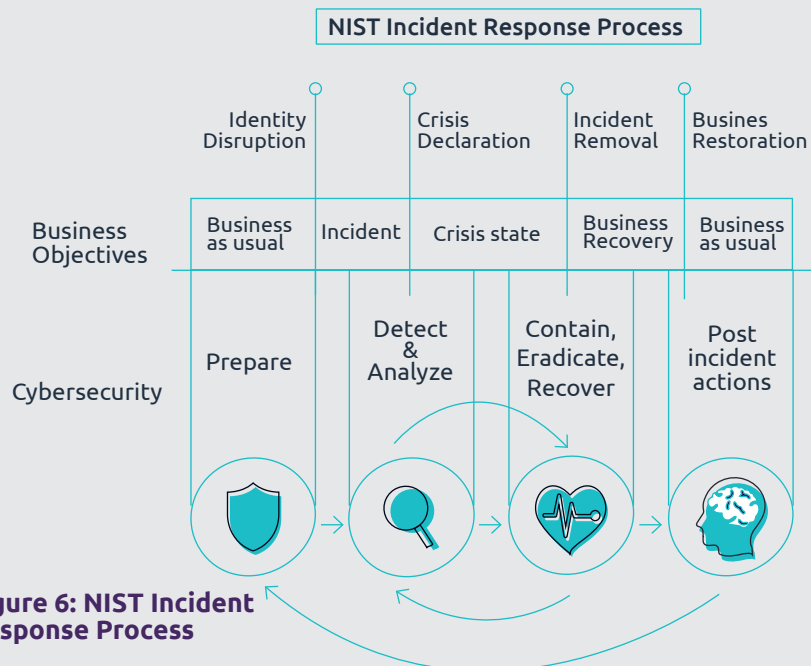 NIST Incident Response Process
Identity
Disruption
Crisis
Declaration
Incident
Removal
Busines
Restoration
Business
Objectives
Business
as usual
Incident
Crisis state
Business
Recovery
Business
as usual
Cybersecurity
Prepare
Detect
&
Analyze
Contain,
Eradicate,
Recover
Post
incident
actions
gure 6: NIST Incident
sponse Process